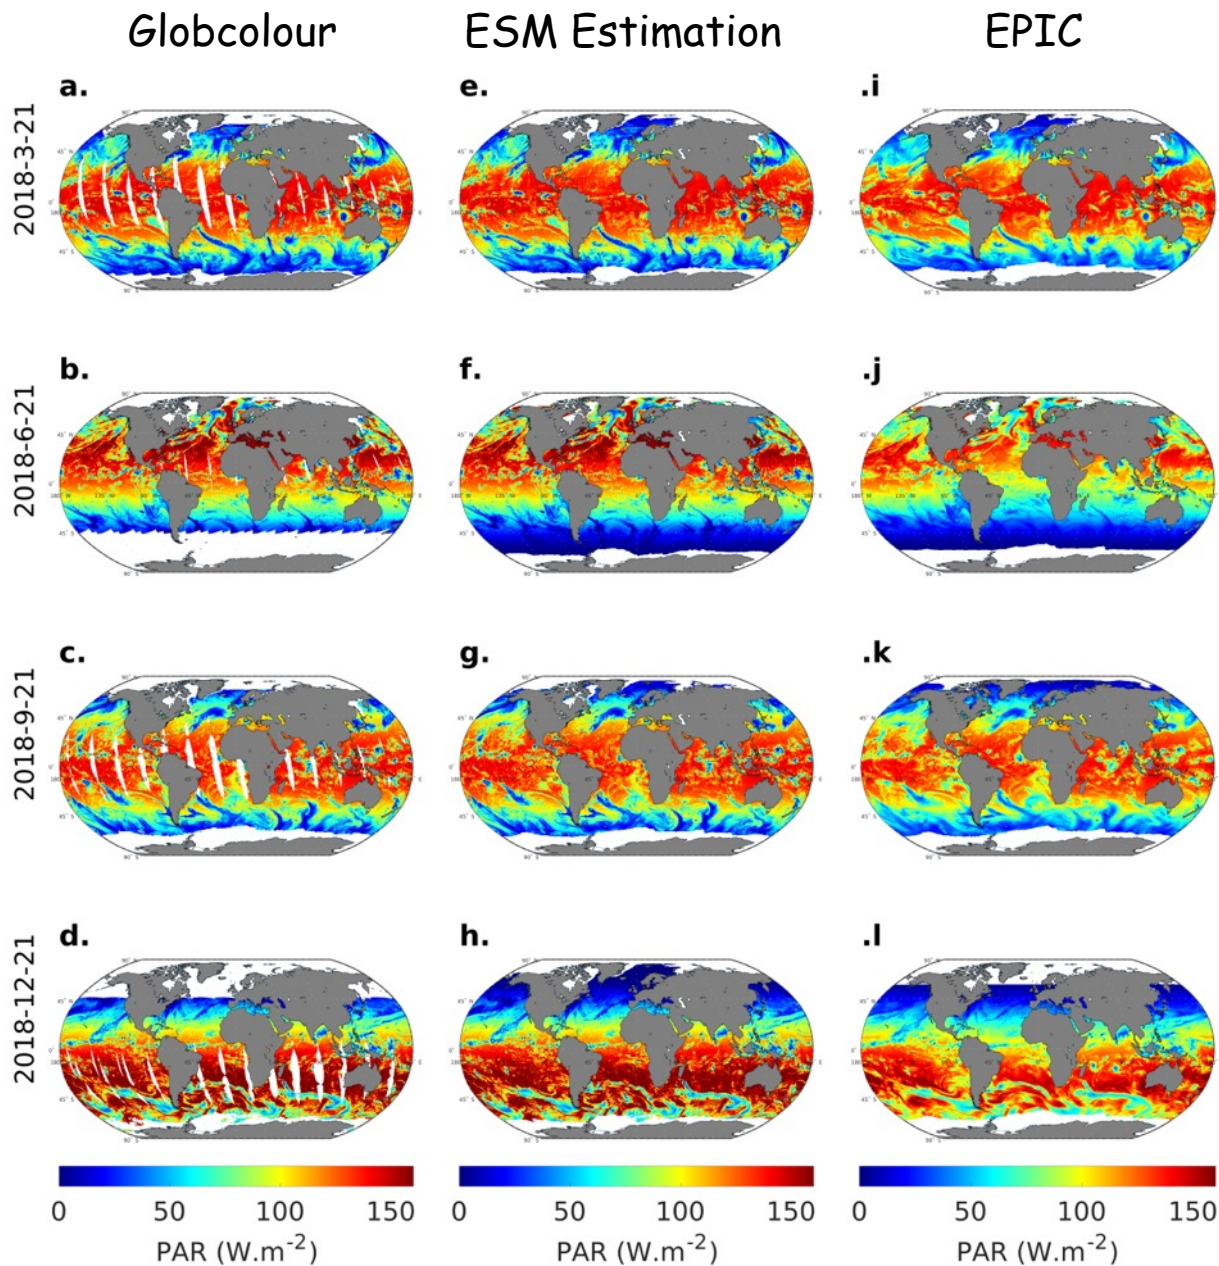 Globcolour ESM Estimation EPIC
a. e. .i
2018-3-21
b. f. .j
2018-6-21
c. g. .k
2018-9-21
d. h. .l
2018-12-21
0 50 100 150 0 50 100 150 0 50 100 150
PAR (W.m-2) PAR (W.m-2) PAR (W.m-2)